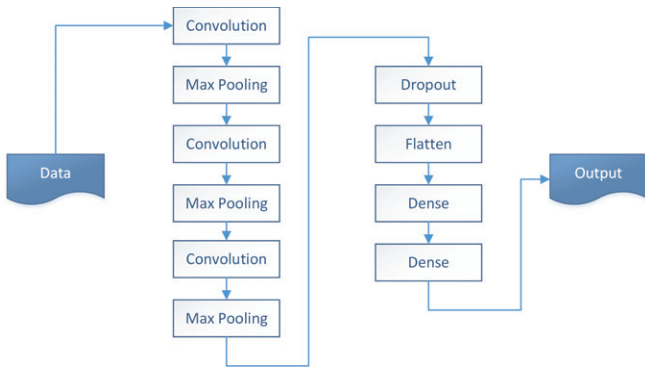 Data
Convolution
Max Pooling
Convolution
Max Pooling
Convolution
Max Pooling
Dropout
Flatten
Dense
Dense
Output